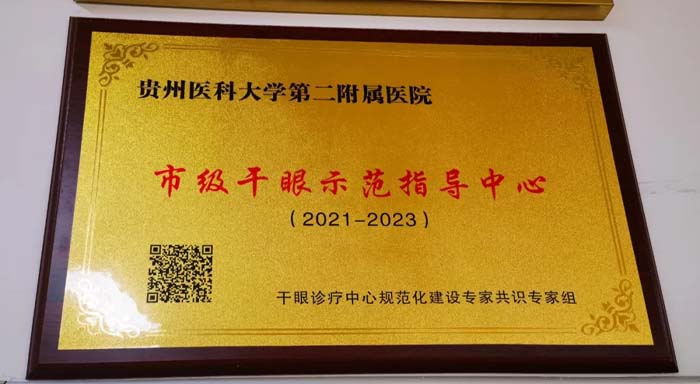 贵州医科大学第二附属医院
市级干眼示范指导中心
（2021-2023）
干眼诊疗中心规范化建设专家共识专家组